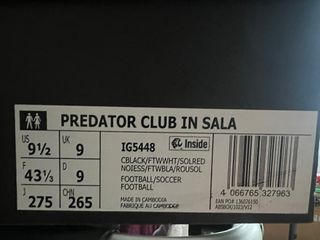 PREDATOR CLUB IN SALA
US
9½
UK
9
F
43⅓
D
9
J
275
CHN
265
IG5448
Inside
CBLACK/FTWWHT/SOLRED
NOIESS/FTWBLA/ROUSOL
FOOTBALL/SOCCER
FOOTBALL
MADE IN CAMBODIA
FABRIQUÉ AU CAMBODGE
4 066765 327963